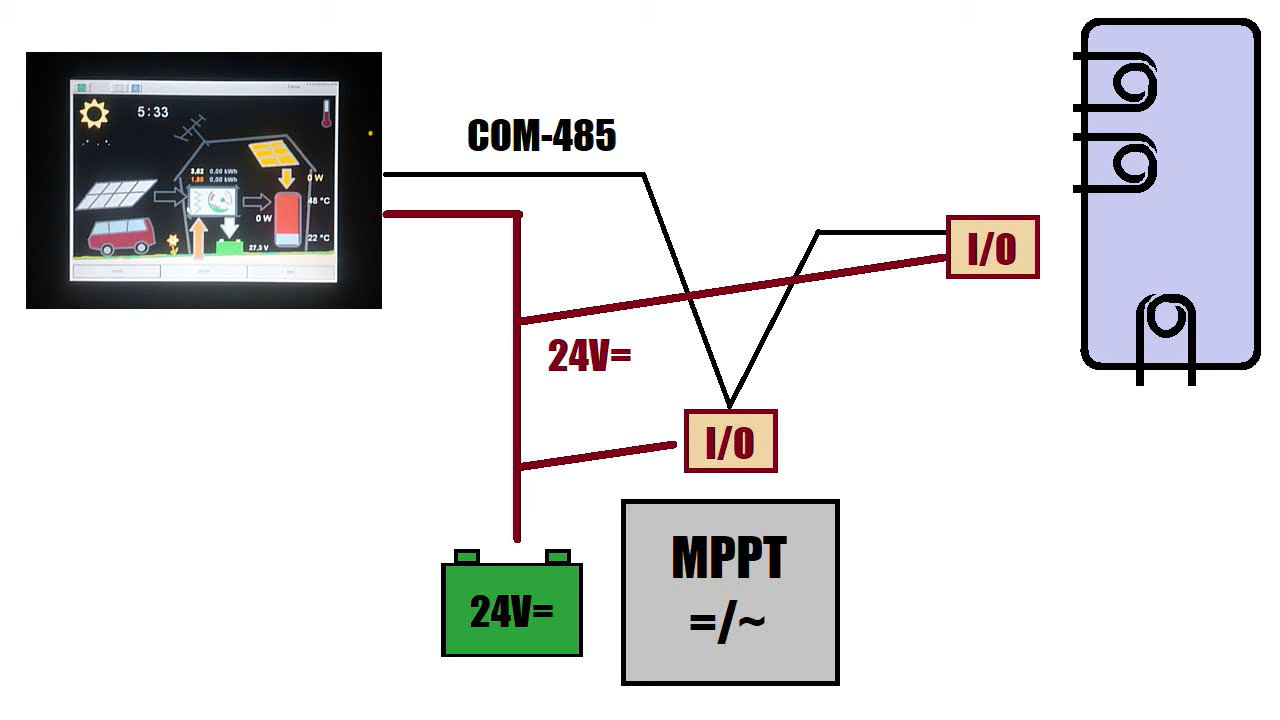 5:33
COM-485
3,62 0,00 kWh
1,80 0,00 kWh
0 W
48 °C
0 W
22 °C
27.3 V
I/O
24V=
I/O
MPPT
=/~
24V=